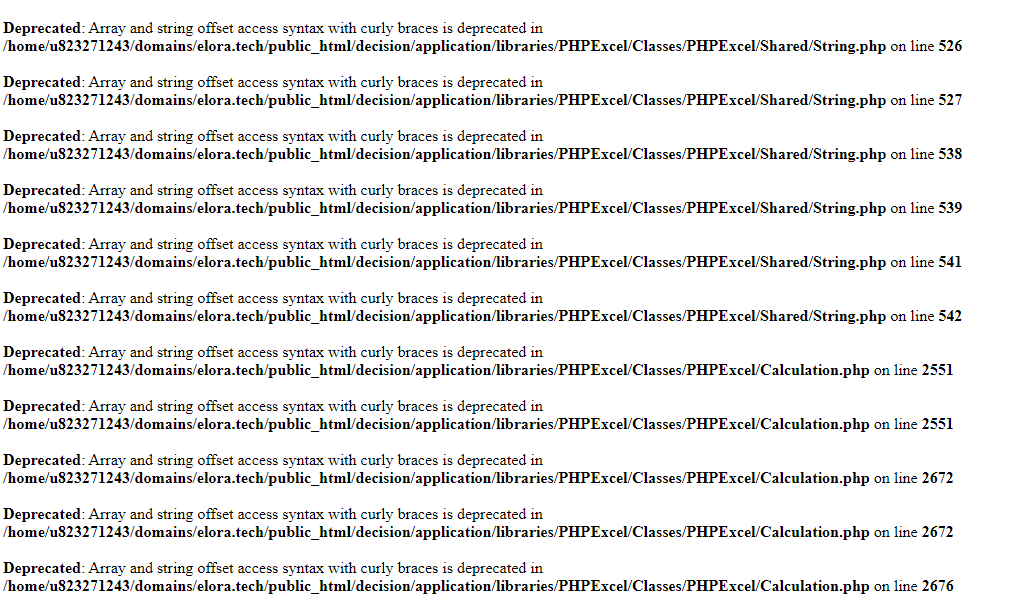 Deprecated: Array and string offset access syntax with curly braces is deprecated in
/home/u823271243/domains/elora.tech/public_html/decision/application/libraries/PHPExcel/Classes/PHPExcel/Shared/String.php on line 526
Deprecated: Array and string offset access syntax with curly braces is deprecated in
/home/u823271243/domains/elora.tech/public_html/decision/application/libraries/PHPExcel/Classes/PHPExcel/Shared/String.php on line 527
Deprecated: Array and string offset access syntax with curly braces is deprecated in
/home/u823271243/domains/elora.tech/public_html/decision/application/libraries/PHPExcel/Classes/PHPExcel/Shared/String.php on line 538
Deprecated: Array and string offset access syntax with curly braces is deprecated in
/home/u823271243/domains/elora.tech/public_html/decision/application/libraries/PHPExcel/Classes/PHPExcel/Shared/String.php on line 539
Deprecated: Array and string offset access syntax with curly braces is deprecated in
/home/u823271243/domains/elora.tech/public_html/decision/application/libraries/PHPExcel/Classes/PHPExcel/Shared/String.php on line 541
Deprecated: Array and string offset access syntax with curly braces is deprecated in
/home/u823271243/domains/elora.tech/public_html/decision/application/libraries/PHPExcel/Classes/PHPExcel/Shared/String.php on line 542
Deprecated: Array and string offset access syntax with curly braces is deprecated in
/home/u823271243/domains/elora.tech/public_html/decision/application/libraries/PHPExcel/Classes/PHPExcel/Calculation.php on line 2551
Deprecated: Array and string offset access syntax with curly braces is deprecated in
/home/u823271243/domains/elora.tech/public_html/decision/application/libraries/PHPExcel/Classes/PHPExcel/Calculation.php on line 2551
Deprecated: Array and string offset access syntax with curly braces is deprecated in
/home/u823271243/domains/elora.tech/public_html/decision/application/libraries/PHPExcel/Classes/PHPExcel/Calculation.php on line 2672
Deprecated: Array and string offset access syntax with curly braces is deprecated in
/home/u823271243/domains/elora.tech/public_html/decision/application/libraries/PHPExcel/Classes/PHPExcel/Calculation.php on line 2672
Deprecated: Array and string offset access syntax with curly braces is deprecated in
/home/u823271243/domains/elora.tech/public_html/decision/application/libraries/PHPExcel/Classes/PHPExcel/Calculation.php on line 2676